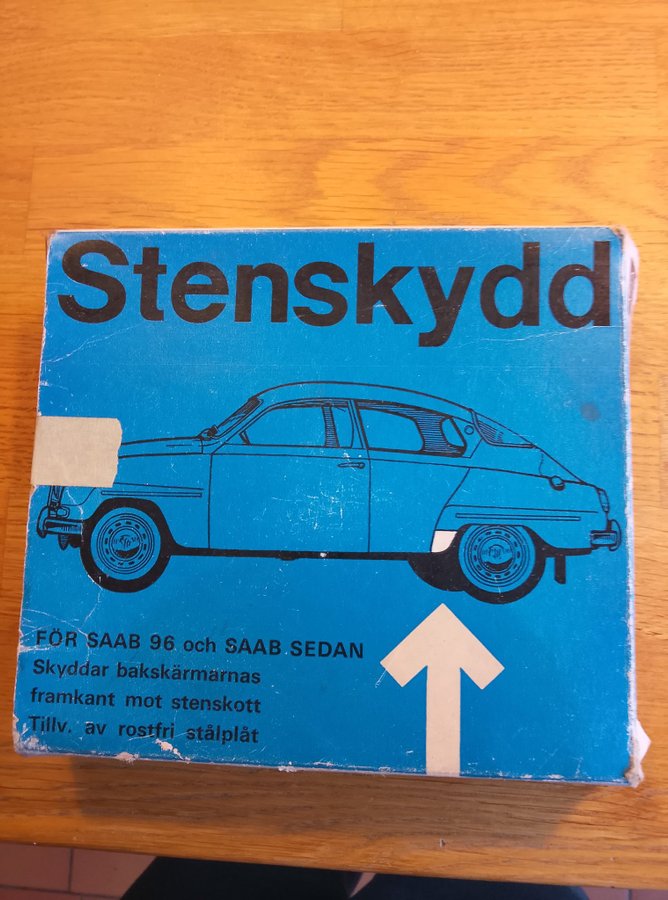 Stenskydd
FÖR SAAB 96 och SAAB SEDAN
Skyddar bakskärmarnas
framkant mot stenskott
Tillv. av rostfri stålplåt